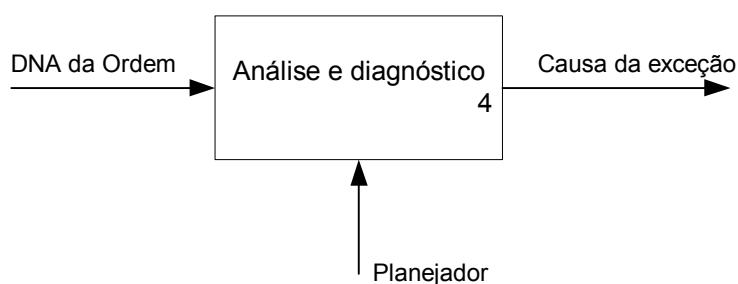 DNA da Ordem
Análise e diagnóstico
4
Causa da exceção
Planejador